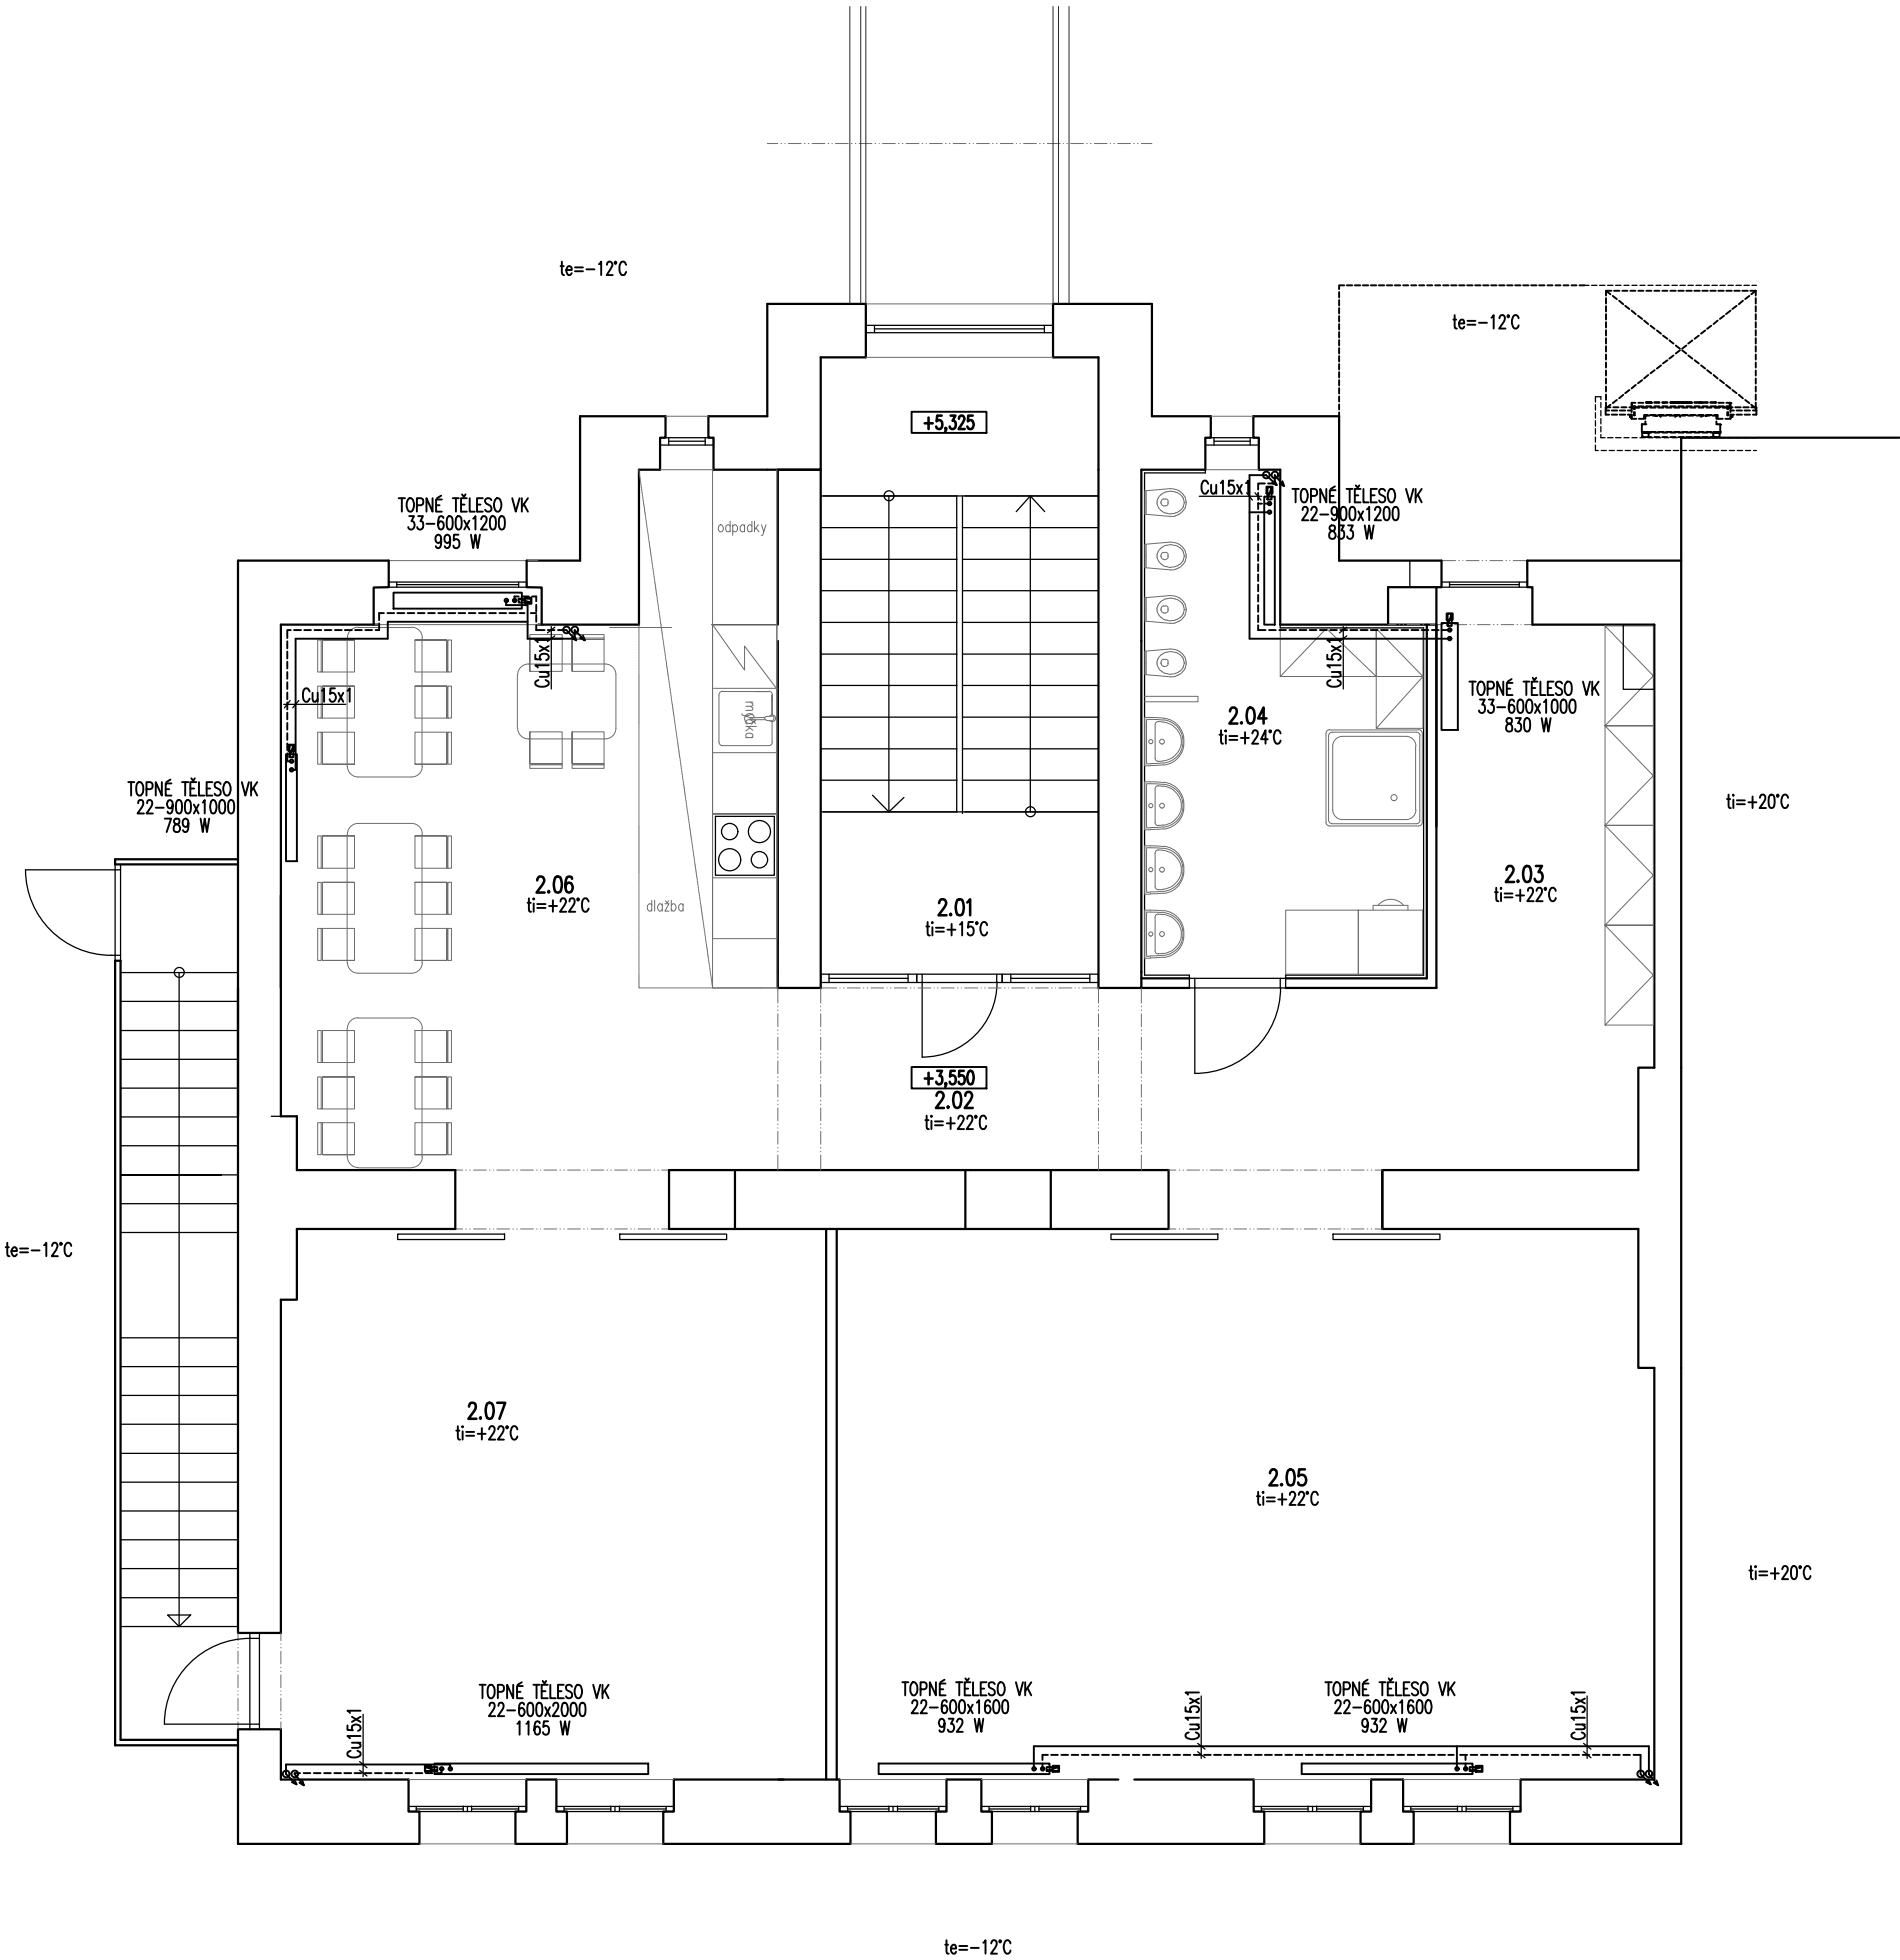 te=-12°C
te=-12°C
+5,325
TOPNÉ TĚLESO VK
33-600x1200
995 W
odpadky
Cu15x1
TOPNÉ TĚLESO VK
22-900x1200
833 W
Cu15x1
Cu15x1
Cu15x1
myčka
2.04
ti=+24°C
TOPNÉ TĚLESO VK
33-600x1000
830 W
TOPNÉ TĚLESO VK
22-900x1000
789 W
ti=+20°C
2.06
ti=+22°C
dlažba
2.01
ti=+15°C
2.03
ti=+22°C
+3,550
2.02
ti=+22°C
te=-12°C
2.07
ti=+22°C
2.05
ti=+22°C
ti=+20°C
Cu15x1
TOPNÉ TĚLESO VK
22-600x2000
1165 W
TOPNÉ TĚLESO VK
22-600x1600
932 W
Cu15x1
TOPNÉ TĚLESO VK
22-600x1600
932 W
Cu15x1
te=-12°C